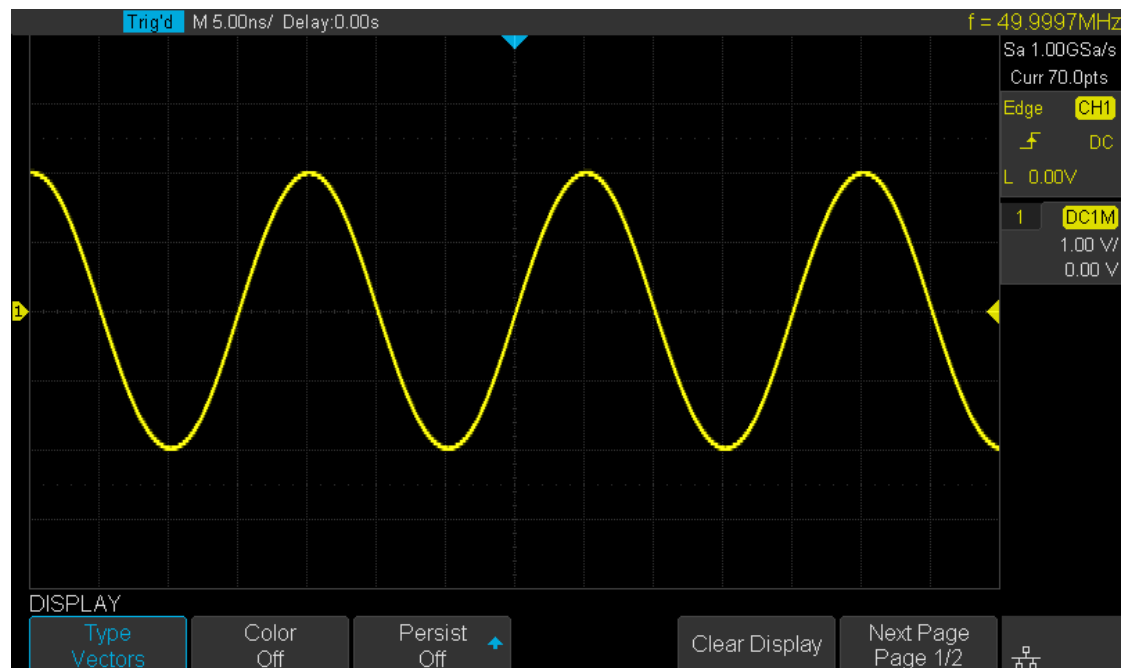 Trig'd M 5.00ns/ Delay:0.00s f = 49.9997MHz
Sa 1.00GSa/s
Curr 70.0pts
Edge CH1
DC
L 0.00V
1 DC1M
1.00 V/
0.00 V
1
DISPLAY
Type
Vectors
Color
Off
Persist
Off
Clear Display
Next Page
Page 1/2